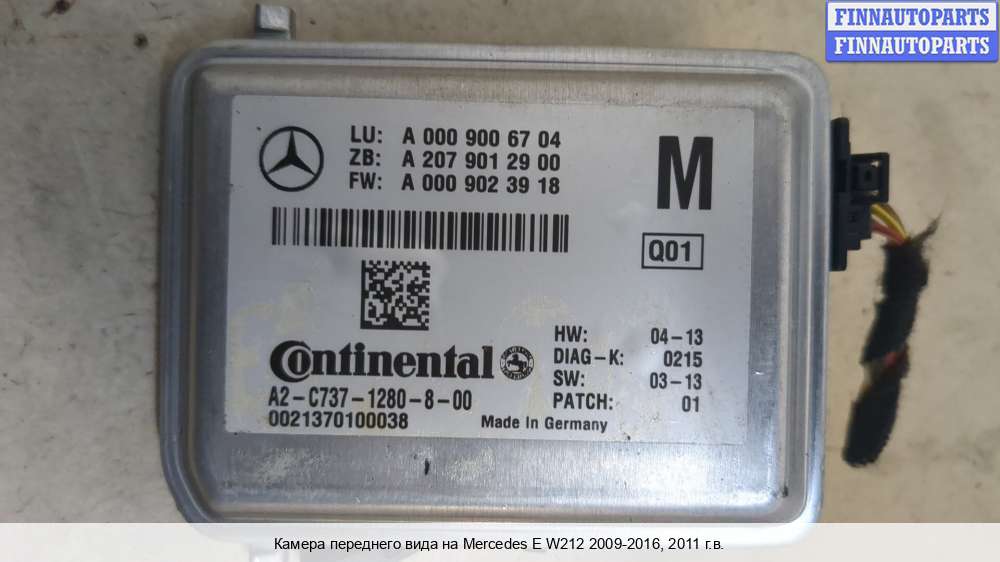 FINNAUTOPARTS
FINNAUTOPARTS
LU: A 000 900 67 04
ZB: A 207 901 29 00
FW: A 000 902 39 18
M
Q01
Continental
A2-C737-1280-8-00
0021370100038
HW: 04-13
DIAG-K: 0215
SW: 03-13
PATCH: 01
Made In Germany
Камера переднего вида на Mercedes E W212 2009-2016, 2011 г.в.